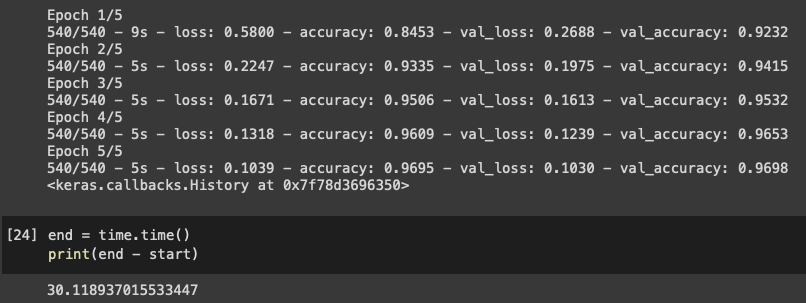 Epoch 1/5
540/540 – 9s – loss: 0.5800 – accuracy: 0.8453 – val_loss: 0.2688 – val_accuracy: 0.9232
Epoch 2/5
540/540 – 5s – loss: 0.2247 – accuracy: 0.9335 – val_loss: 0.1975 – val_accuracy: 0.9415
Epoch 3/5
540/540 – 5s – loss: 0.1671 – accuracy: 0.9506 – val_loss: 0.1613 – val_accuracy: 0.9532
Epoch 4/5
540/540 – 5s – loss: 0.1318 – accuracy: 0.9609 – val_loss: 0.1239 – val_accuracy: 0.9653
Epoch 5/5
540/540 – 5s – loss: 0.1039 – accuracy: 0.9695 – val_loss: 0.1030 – val_accuracy: 0.9698
<keras.callbacks.History at 0x7f78d3696350>
[24] end = time.time()
print(end – start)
30.118937015533447